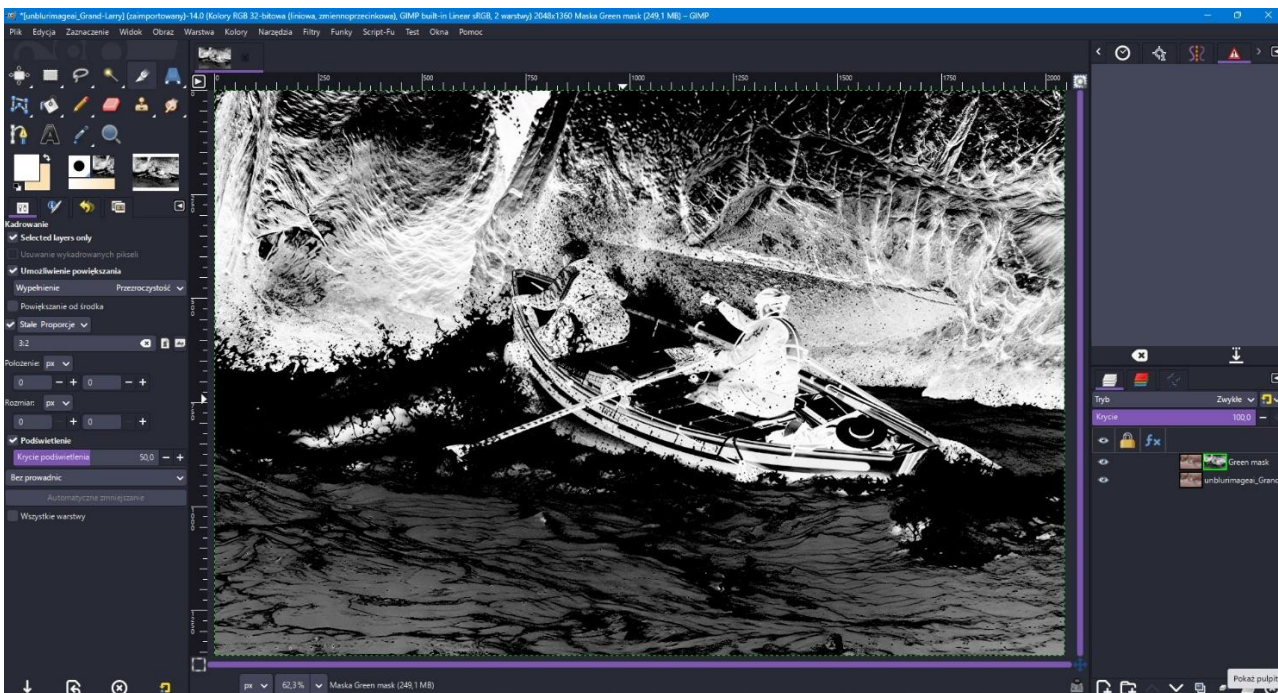 *[unblurimageai_Grand-Larry] (zaimportowany)-14.0 (Kolory RGB 32-bitowa (liniowa, zmiennoprzecinkowa), GIMP built-in Linear sRGB, 2 warstwy) 2048x1360 Maska Green mask (249,1 MB) – GIMP
Plik Edycja Zaznaczenie Widok Obraz Warstwa Kolory Narzędzia Filtry Funky Script-Fu Test Okna Pomoc
0 250 500 750 1000 1250 1500 1750 2000
Kadrowanie
Selected layers only
Usuwanie wykadrowanych pikseli
Umożliwienie powiększania
Wypełnienie Przezroczystość
Powiększanie od środka
Stałe Proporcje
3:2
Położenie: px
0 0
Rozmiar: px
0 0
Podświetlenie
Krycie podświetlenia 50,0
Bez prowadnic
Automatyczne zmniejszanie
Wszystkie warstwy
Tryb Zwykłe
Krycie 100,0
fx
Green mask
unblurimageai_Grand
px 62,3% Maska Green mask (249,1 MB)
Pokaż pulpit